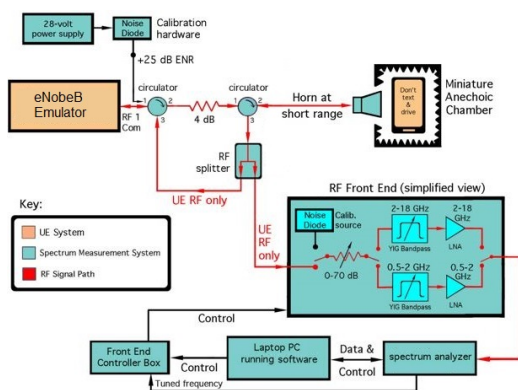 28-volt
power supply
Noise
Diode
Calibration
hardware
+25 dB ENR
eNobeB
Emulator
RF 1
Com
circulator
1
2
3
4 dB
circulator
1
2
3
Horn at
short range
Don't
text
&
drive
Miniature
Anechoic
Chamber
RF
splitter
UE RF only
UE
RF
only
Key:
UE System
Spectrum Measurement System
RF Signal Path
RF Front End (simplified view)
Noise
Diode
Calib.
source
0-70 dB
2-18 GHz
YIG Bandpass
2-18
GHz
LNA
0.5-2 GHz
YIG Bandpass
0.5-2
GHz
LNA
Control
Front End
Controller Box
Control
Laptop PC
running software
Data &
Control
spectrum analyzer
Tuned frequency